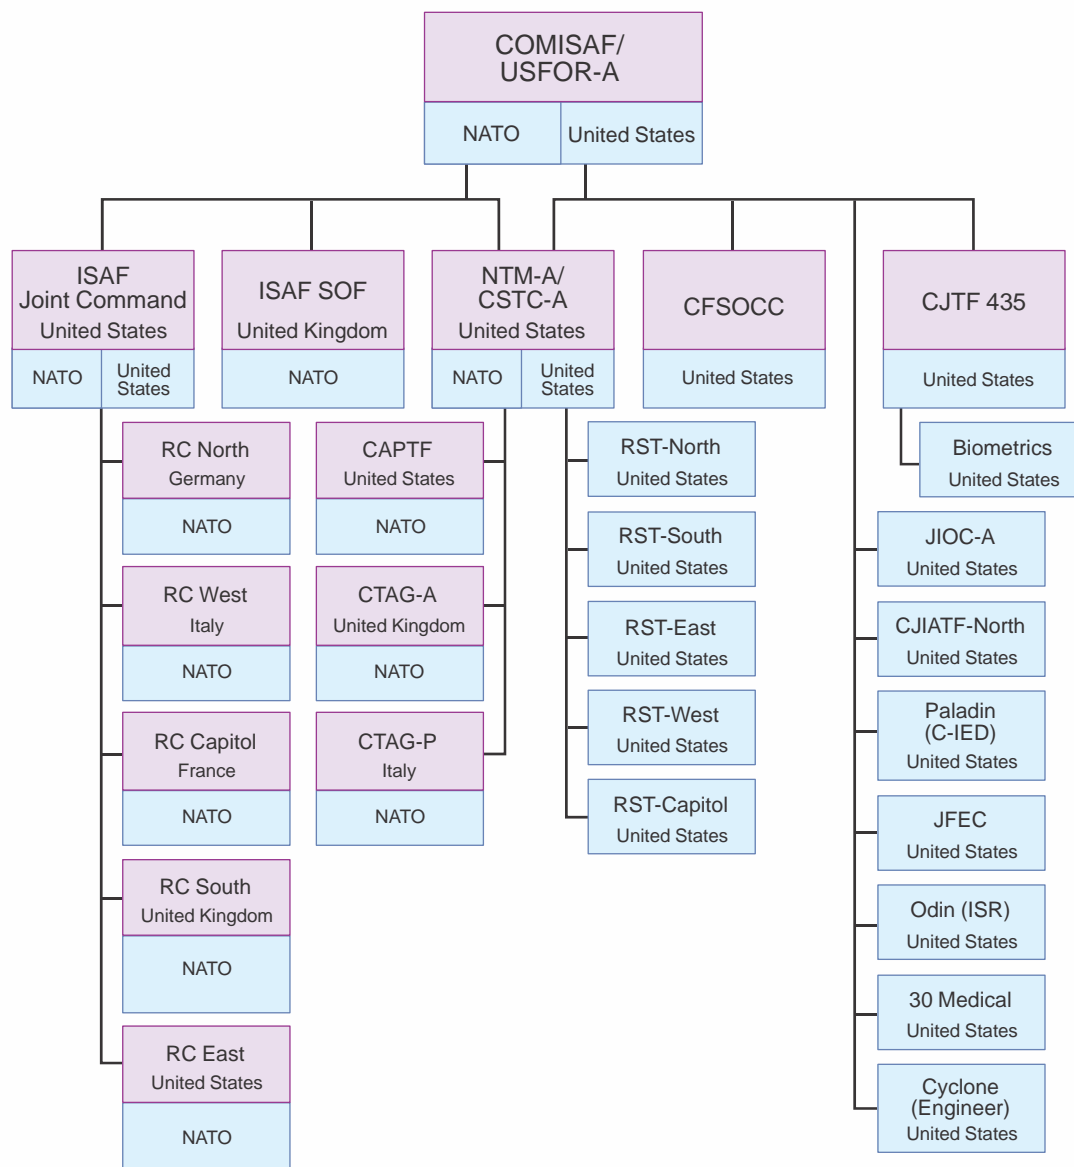 COMISAF/
USFOR-A
NATO
United States
ISAF
Joint Command
United States
NATO
United
States
ISAF SOF
United Kingdom
NATO
NTM-A/
CSTC-A
United States
NATO
United
States
CFSOCC
United States
CJTF 435
United States
RC North
Germany
NATO
RC West
Italy
NATO
RC Capitol
France
NATO
RC South
United Kingdom
NATO
RC East
United States
NATO
CAPTF
United States
NATO
CTAG-A
United Kingdom
NATO
CTAG-P
Italy
NATO
RST-North
United States
RST-South
United States
RST-East
United States
RST-West
United States
RST-Capitol
United States
Biometrics
United States
JIOC-A
United States
CJIATF-North
United States
Paladin
(C-IED)
United States
JFEC
United States
Odin (ISR)
United States
30 Medical
United States
Cyclone
(Engineer)
United States